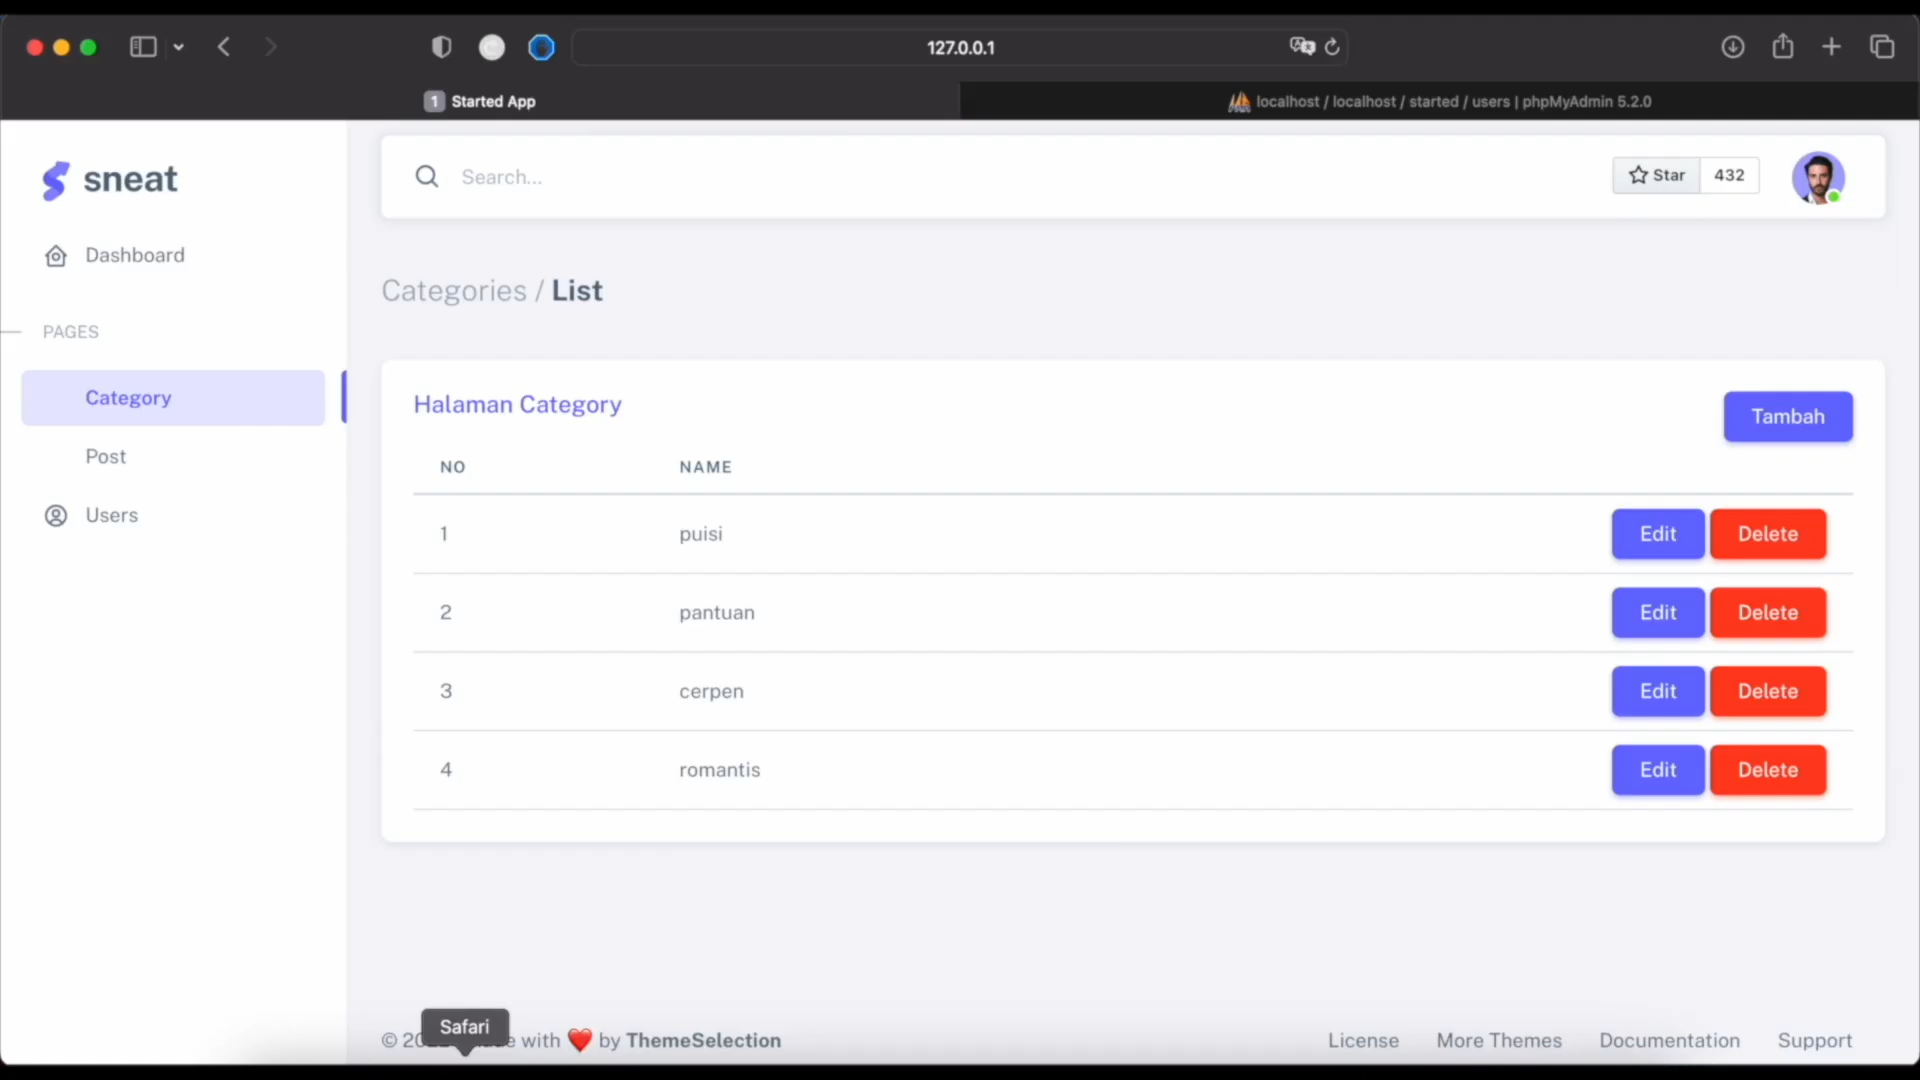 127.0.0.1
1 Started App
localhost / localhost / started / users | phpMyAdmin 5.2.0
sneat
Search...
Star 432
Dashboard
Categories / List
PAGES
Category
Post
Users
Halaman Category
Tambah
NO NAME
1 puisi Edit Delete
2 pantuan Edit Delete
3 cerpen Edit Delete
4 romantis Edit Delete
Safari
© with ❤️ by ThemeSelection
License More Themes Documentation Support